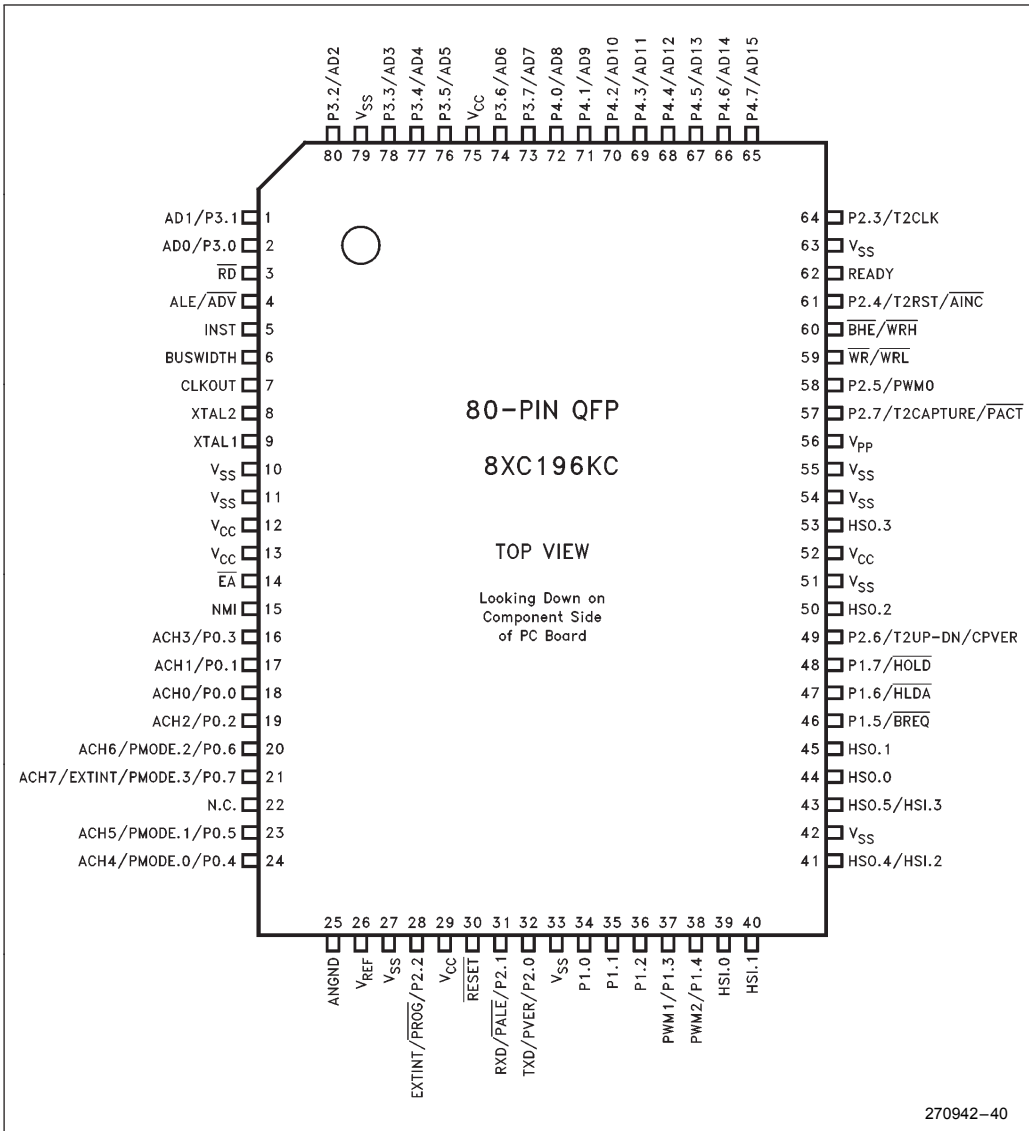 P3.2/AD2
VSS
P3.3/AD3
P3.4/AD4
P3.5/AD5
VCC
P3.6/AD6
P3.7/AD7
P4.0/AD8
P4.1/AD9
P4.2/AD10
P4.3/AD11
P4.4/AD12
P4.5/AD13
P4.6/AD14
P4.7/AD15
80 79 78 77 76 75 74 73 72 71 70 69 68 67 66 65
AD1/P3.1 1
AD0/P3.0 2
RD 3
ALE/ADV 4
INST 5
BUSWIDTH 6
CLKOUT 7
XTAL2 8
XTAL1 9
VSS 10
VSS 11
VCC 12
VCC 13
EA 14
NMI 15
ACH3/P0.3 16
ACH1/P0.1 17
ACH0/P0.0 18
ACH2/P0.2 19
ACH6/PMODE.2/P0.6 20
ACH7/EXTINT/PMODE.3/P0.7 21
N.C. 22
ACH5/PMODE.1/P0.5 23
ACH4/PMODE.0/P0.4 24
80-PIN QFP
8XC196KC
TOP VIEW
Looking Down on
Component Side
of PC Board
64 P2.3/T2CLK
63 VSS
62 READY
61 P2.4/T2RST/AINC
60 BHE/WRH
59 WR/WRL
58 P2.5/PWM0
57 P2.7/T2CAPTURE/PACT
56 VPP
55 VSS
54 VSS
53 HSO.3
52 VCC
51 VSS
50 HSO.2
49 P2.6/T2UP-DN/CPVER
48 P1.7/HOLD
47 P1.6/HLDA
46 P1.5/BREQ
45 HSO.1
44 HSO.0
43 HSO.5/HSI.3
42 VSS
41 HSO.4/HSI.2
25 26 27 28 29 30 31 32 33 34 35 36 37 38 39 40
ANGND
VREF
VSS
EXTINT/PROG/P2.2
VCC
RESET
RXD/PALE/P2.1
TXD/PVER/P2.0
VSS
P1.0
P1.1
P1.2
PWM1/P1.3
PWM2/P1.4
HSI.0
HSI.1
270942-40